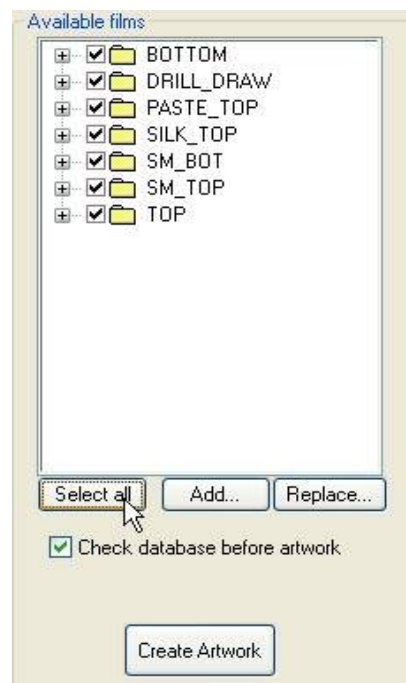 Available films
BOTTOM
DRILL_DRAW
PASTE_TOP
SILK_TOP
SM_BOT
SM_TOP
TOP
Select all Add... Replace...
Check database before artwork
Create Artwork